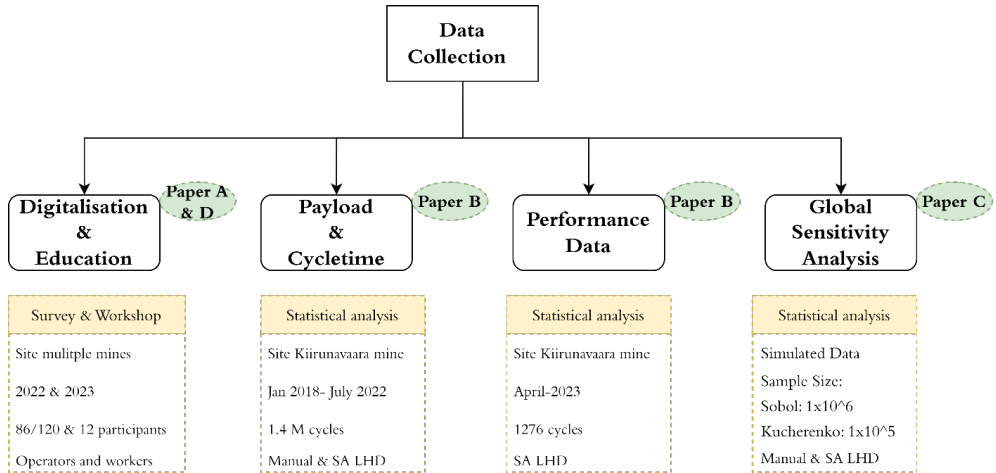 Data
Collection
Digitalisation
&
Education
Paper A
& D
Payload
&
Cycletime
Paper B
Performance
Data
Paper B
Global
Sensitivity
Analysis
Paper C
Survey & Workshop
Site mulitple mines
2022 & 2023
86/120 & 12 participants
Operators and workers
Statistical analysis
Site Kiirunavaara mine
Jan 2018- July 2022
1.4 M cycles
Manual & SA LHD
Statistical analysis
Site Kiirunavaara mine
April-2023
1276 cycles
SA LHD
Statistical analysis
Simulated Data
Sample Size:
Sobol: 1x10^6
Kucherenko: 1x10^5
Manual & SA LHD